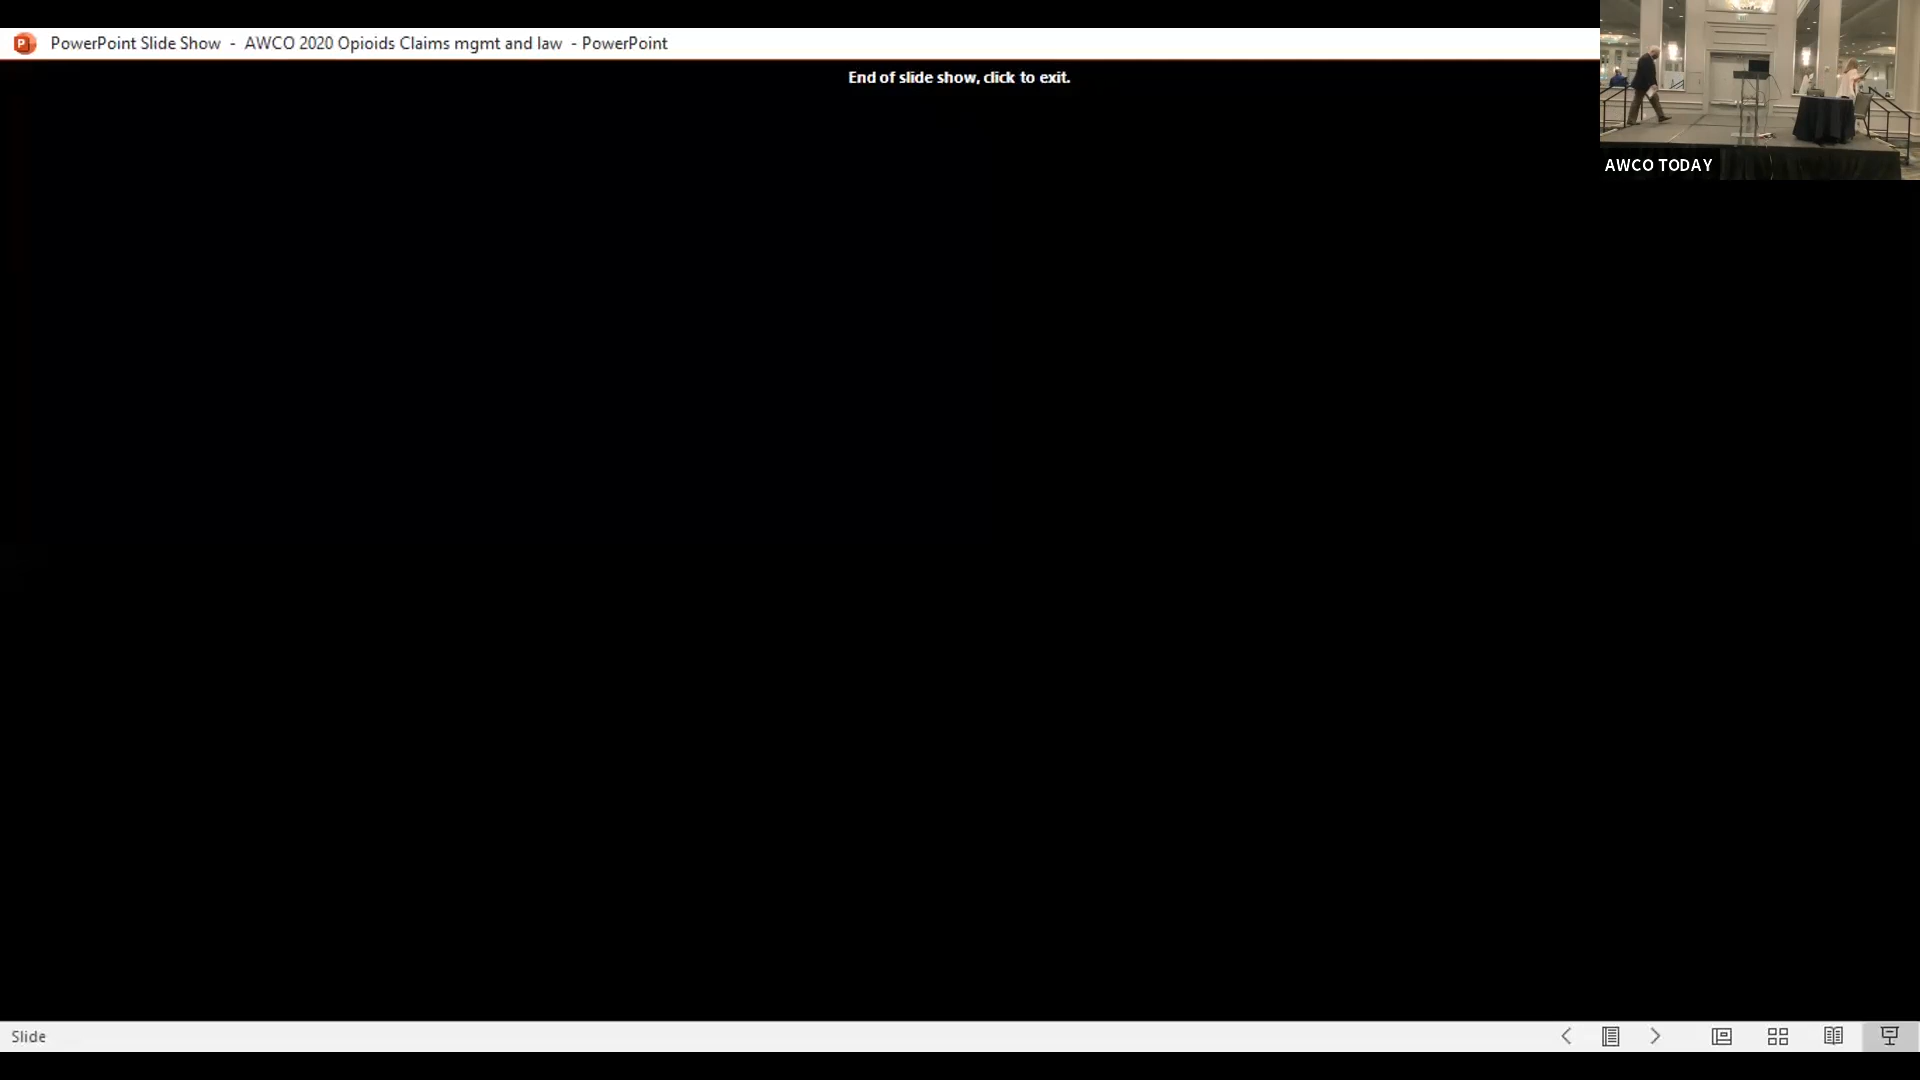 PowerPoint Slide Show - AWCO 2020 Opioids Claims mgmt and law - PowerPoint
End of slide show, click to exit.
AWCO TODAY
Slide